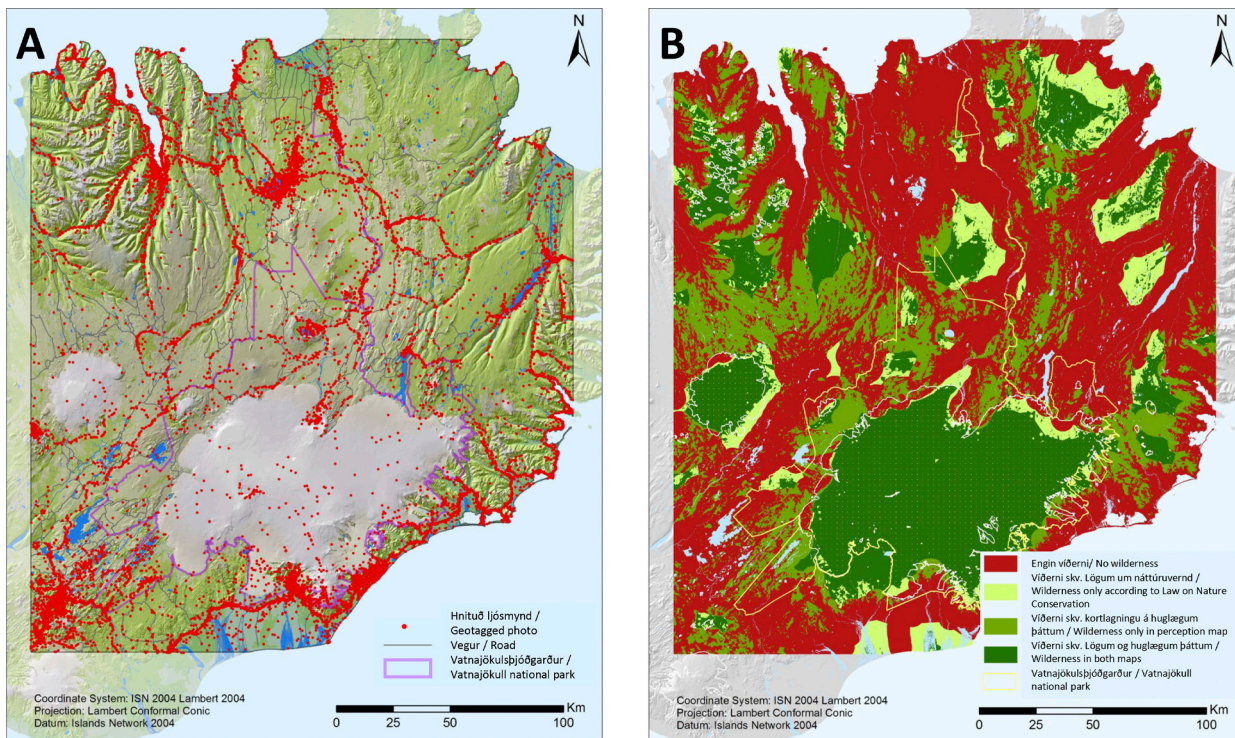 A
N
Hnituð ljósmynd /
Geotagged photo
Vegur / Road
Vatnajökulsþjóðgarður /
Vatnajökull national park
Coordinate System: ISN 2004 Lambert 2004
Projection: Lambert Conformal Conic
Datum: Islands Network 2004
Km
0 25 50 100
B
N
Engin víðerni/ No wilderness
Víðerni skv. Lögum um náttúruvernd /
Wilderness only according to Law on Nature
Conservation
Víðerni skv. kortlagningu á huglægum
þáttum / Wilderness only in perception map
Víðerni skv. Lögum og huglægum þáttum /
Wilderness in both maps
Vatnajökulsþjóðgarður / Vatnajökull
national park
Coordinate System: ISN 2004 Lambert 2004
Projection: Lambert Conformal Conic
Datum: Islands Network 2004
Km
0 25 50 100